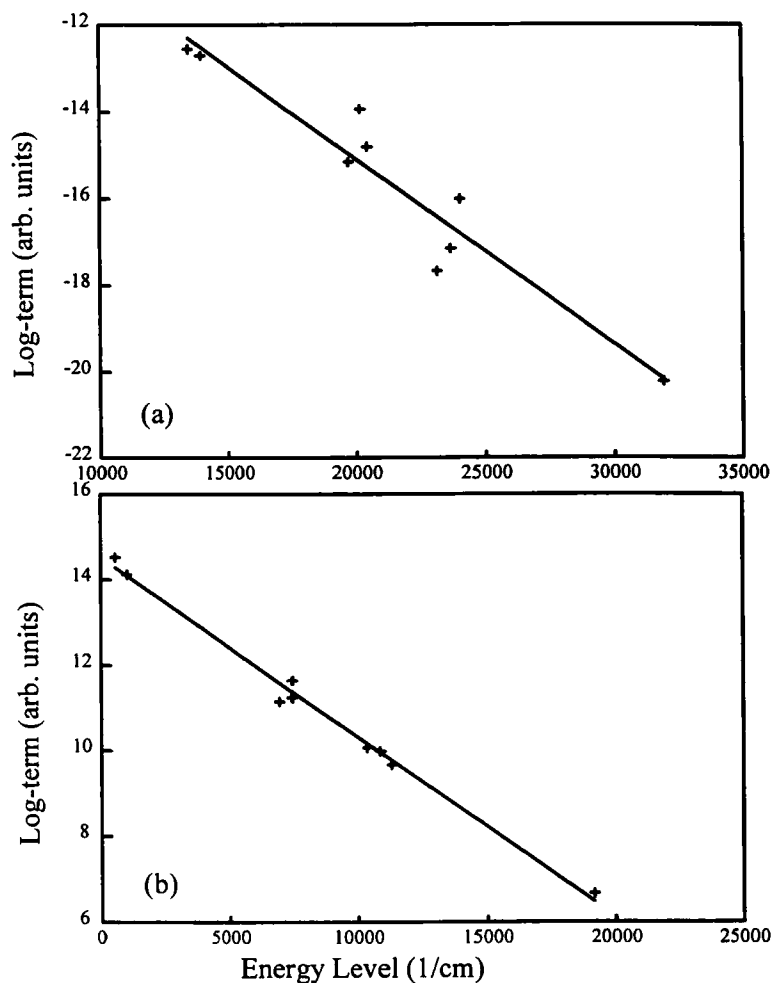 -12
-14
-16
-18
-20
-22
Log-term (arb. units)
(a)
10000 15000 20000 25000 30000 35000
16
14
12
10
8
6
Log-term (arb. units)
(b)
0 5000 10000 15000 20000 25000
Energy Level (1/cm)